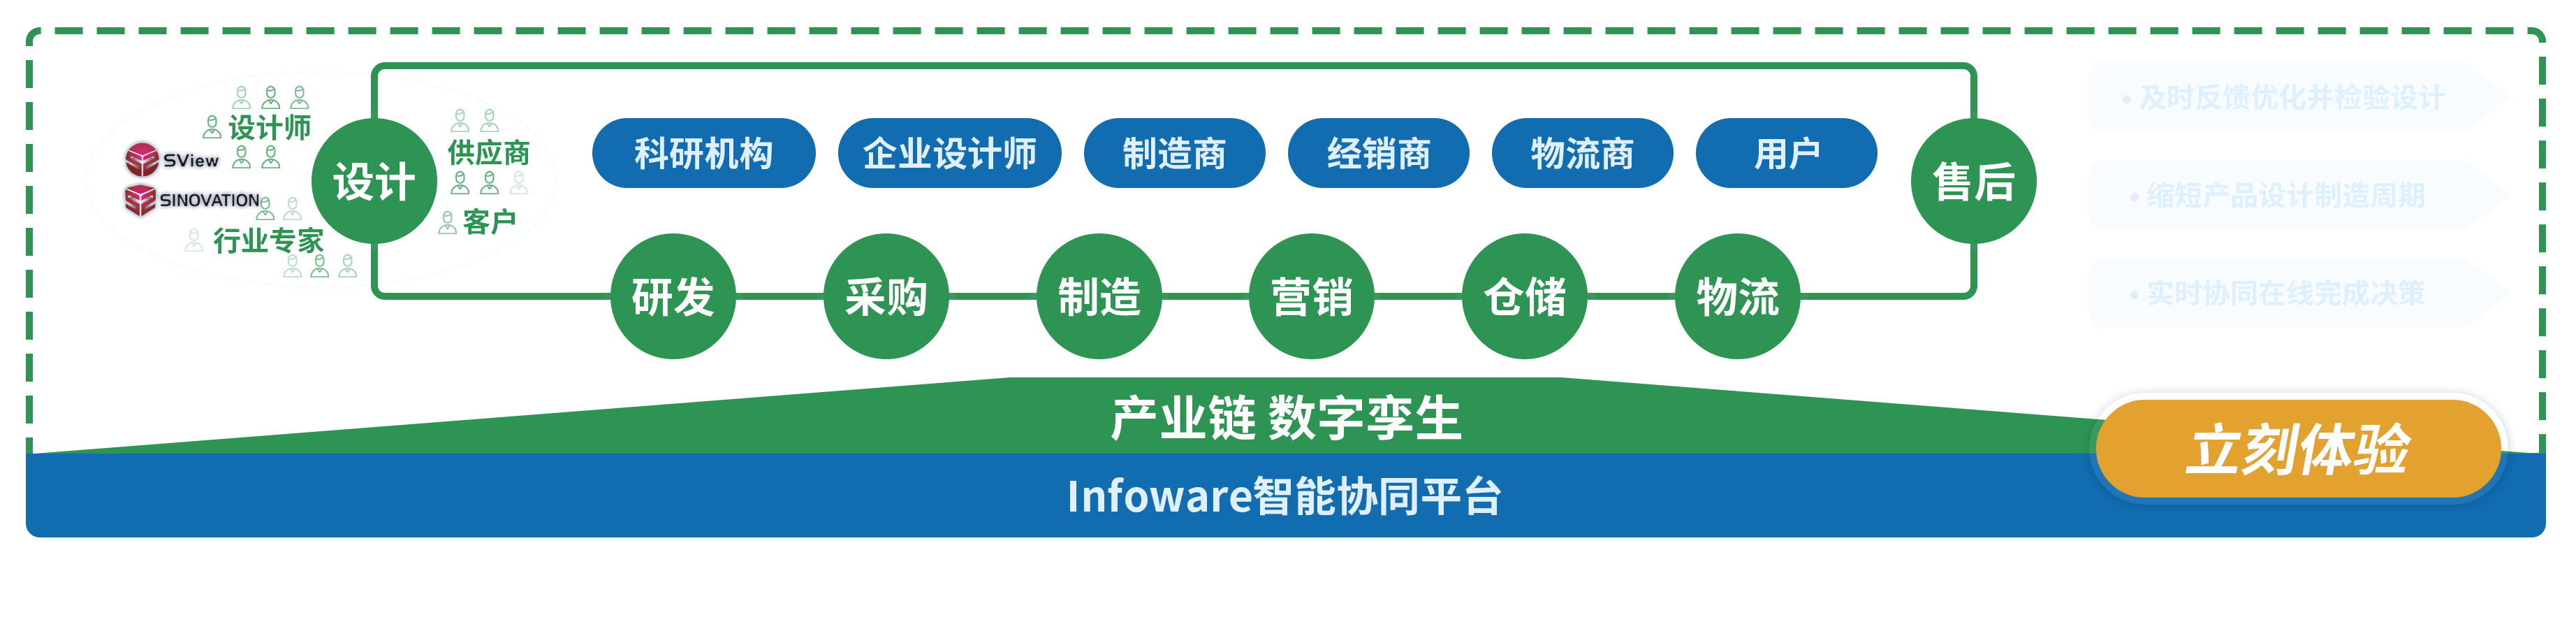 设计师
SView
SINOVATION
行业专家
设计
供应商
客户
科研机构
企业设计师
制造商
经销商
物流商
用户
售后
研发
采购
制造
营销
仓储
物流
• 及时反馈优化并检验设计
• 缩短产品设计制造周期
• 实时协同在线完成决策
产业链 数字孪生
立刻体验
Infoware智能协同平台